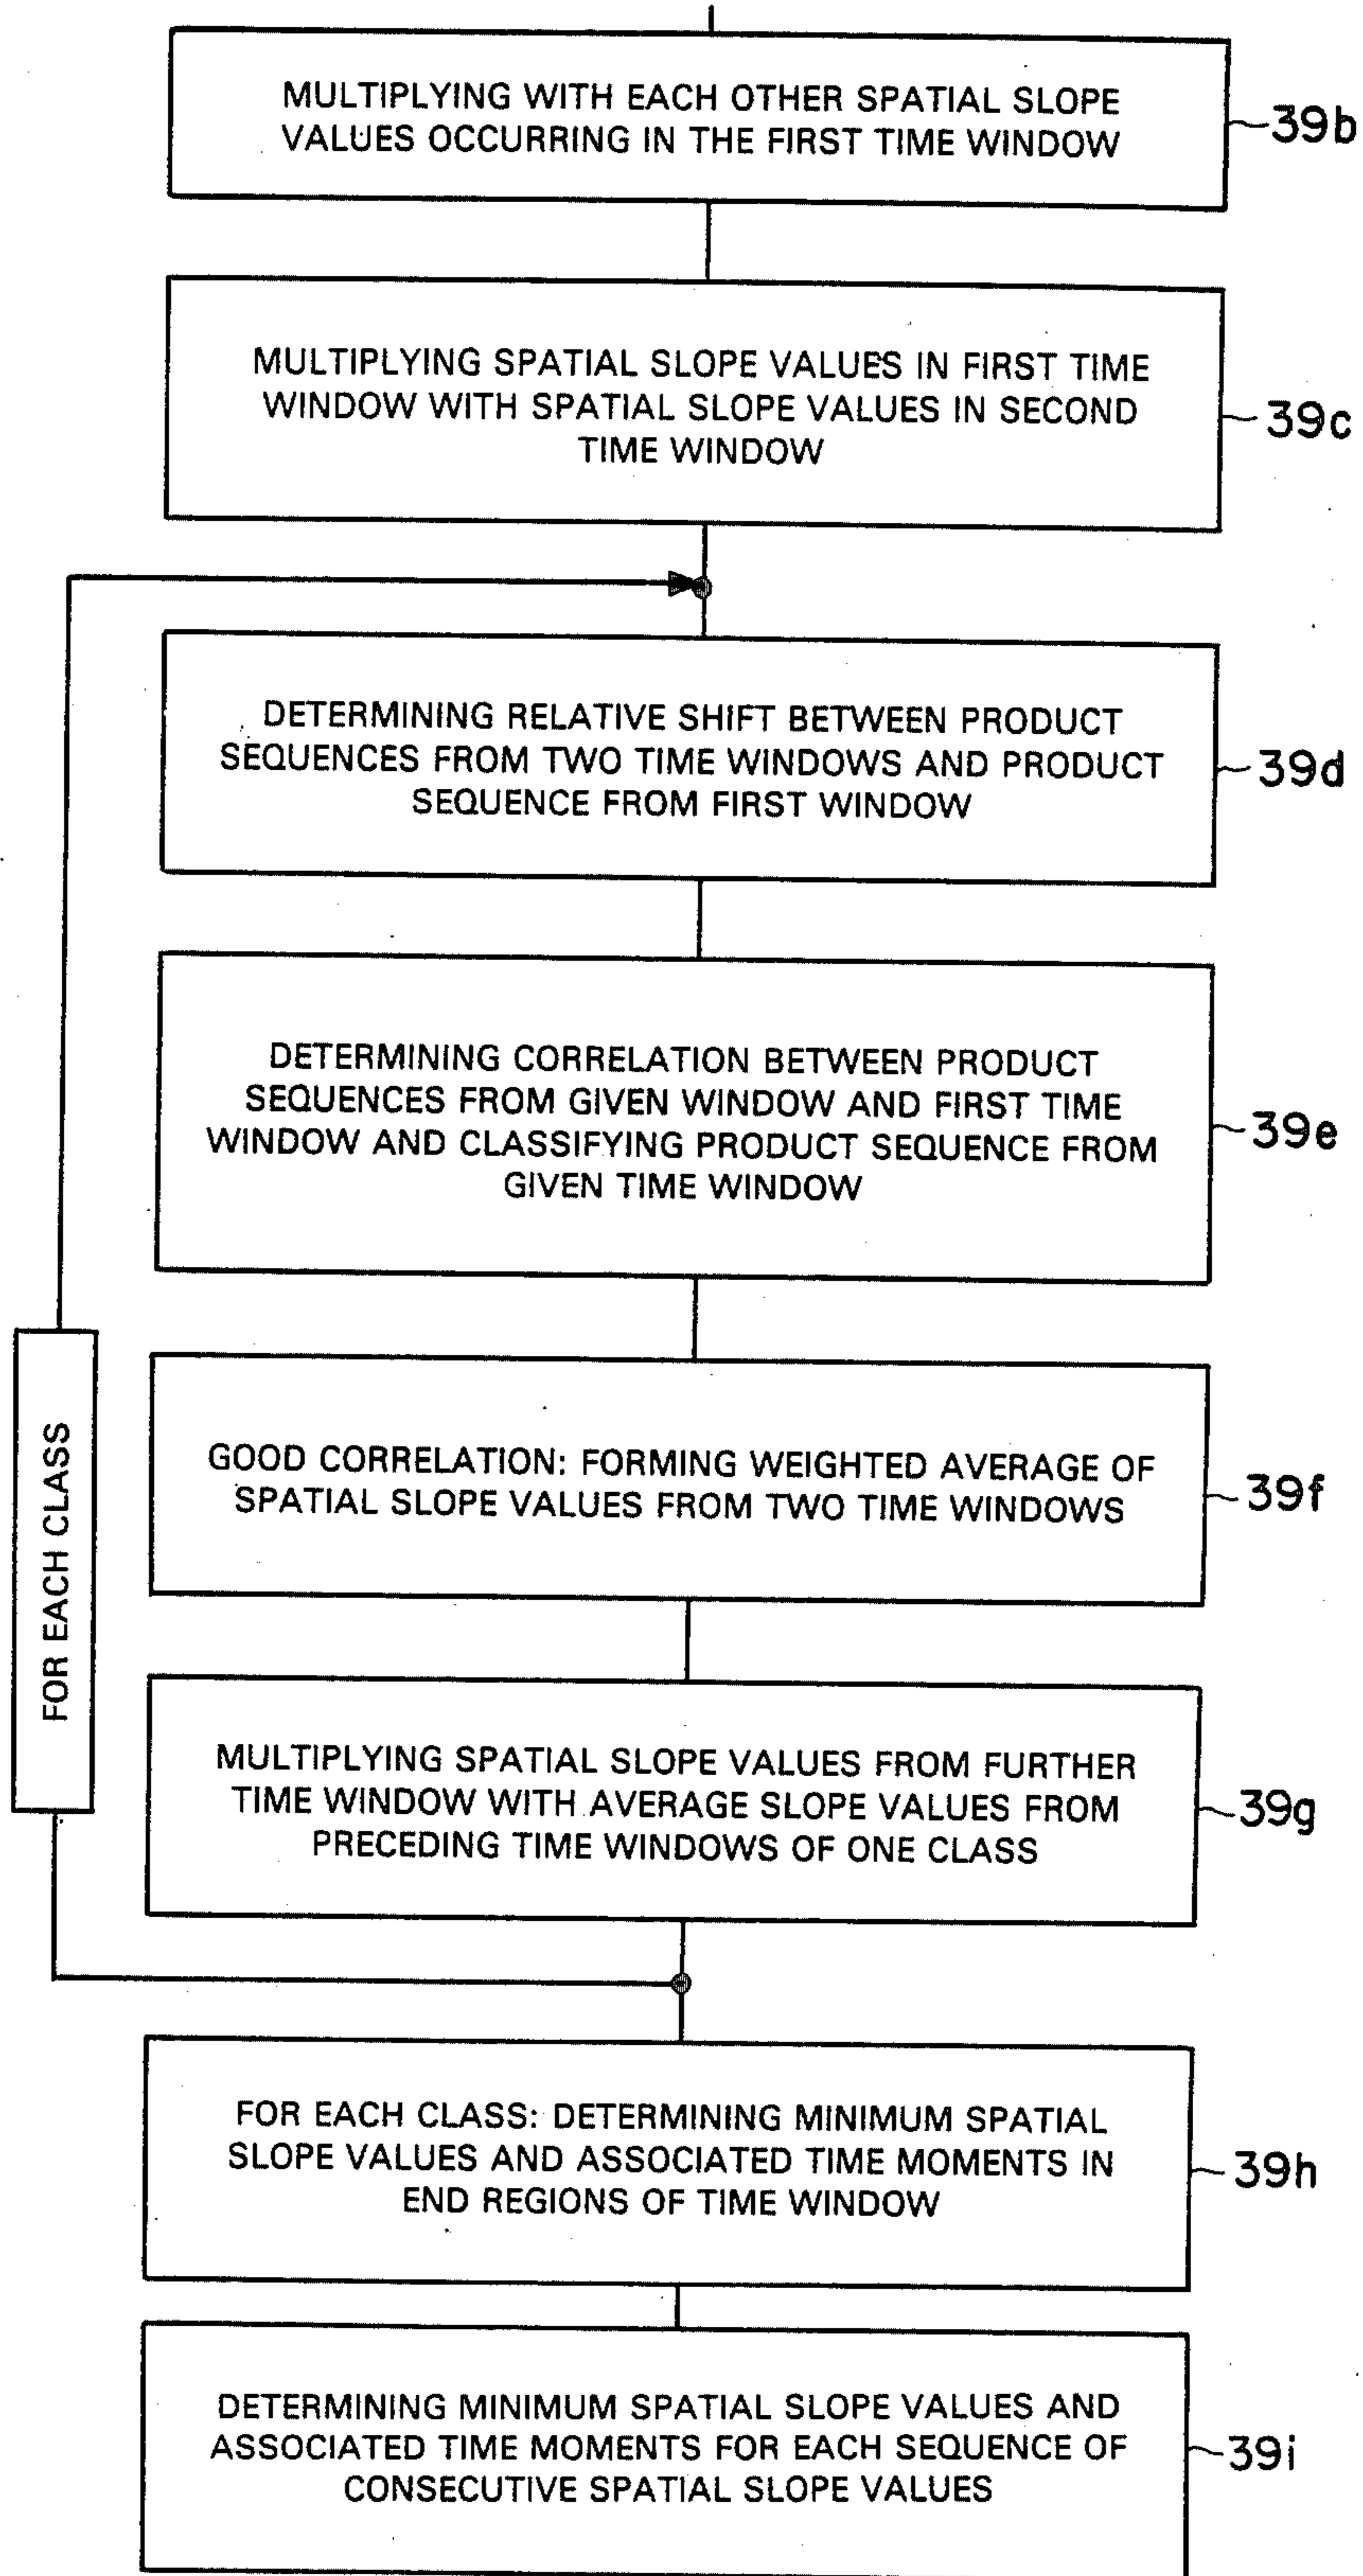 MULTIPLYING WITH EACH OTHER SPATIAL SLOPE
VALUES OCCURRING IN THE FIRST TIME WINDOW
39b
MULTIPLYING SPATIAL SLOPE VALUES IN FIRST TIME
WINDOW WITH SPATIAL SLOPE VALUES IN SECOND
TIME WINDOW
39c
DETERMINING RELATIVE SHIFT BETWEEN PRODUCT
SEQUENCES FROM TWO TIME WINDOWS AND PRODUCT
SEQUENCE FROM FIRST WINDOW
39d
DETERMINING CORRELATION BETWEEN PRODUCT
SEQUENCES FROM GIVEN WINDOW AND FIRST TIME
WINDOW AND CLASSIFYING PRODUCT SEQUENCE FROM
GIVEN TIME WINDOW
39e
FOR EACH CLASS
GOOD CORRELATION: FORMING WEIGHTED AVERAGE OF
SPATIAL SLOPE VALUES FROM TWO TIME WINDOWS
39f
MULTIPLYING SPATIAL SLOPE VALUES FROM FURTHER
TIME WINDOW WITH AVERAGE SLOPE VALUES FROM
PRECEDING TIME WINDOWS OF ONE CLASS
39g
FOR EACH CLASS: DETERMINING MINIMUM SPATIAL
SLOPE VALUES AND ASSOCIATED TIME MOMENTS IN
END REGIONS OF TIME WINDOW
39h
DETERMINING MINIMUM SPATIAL SLOPE VALUES AND
ASSOCIATED TIME MOMENTS FOR EACH SEQUENCE OF
CONSECUTIVE SPATIAL SLOPE VALUES
39i